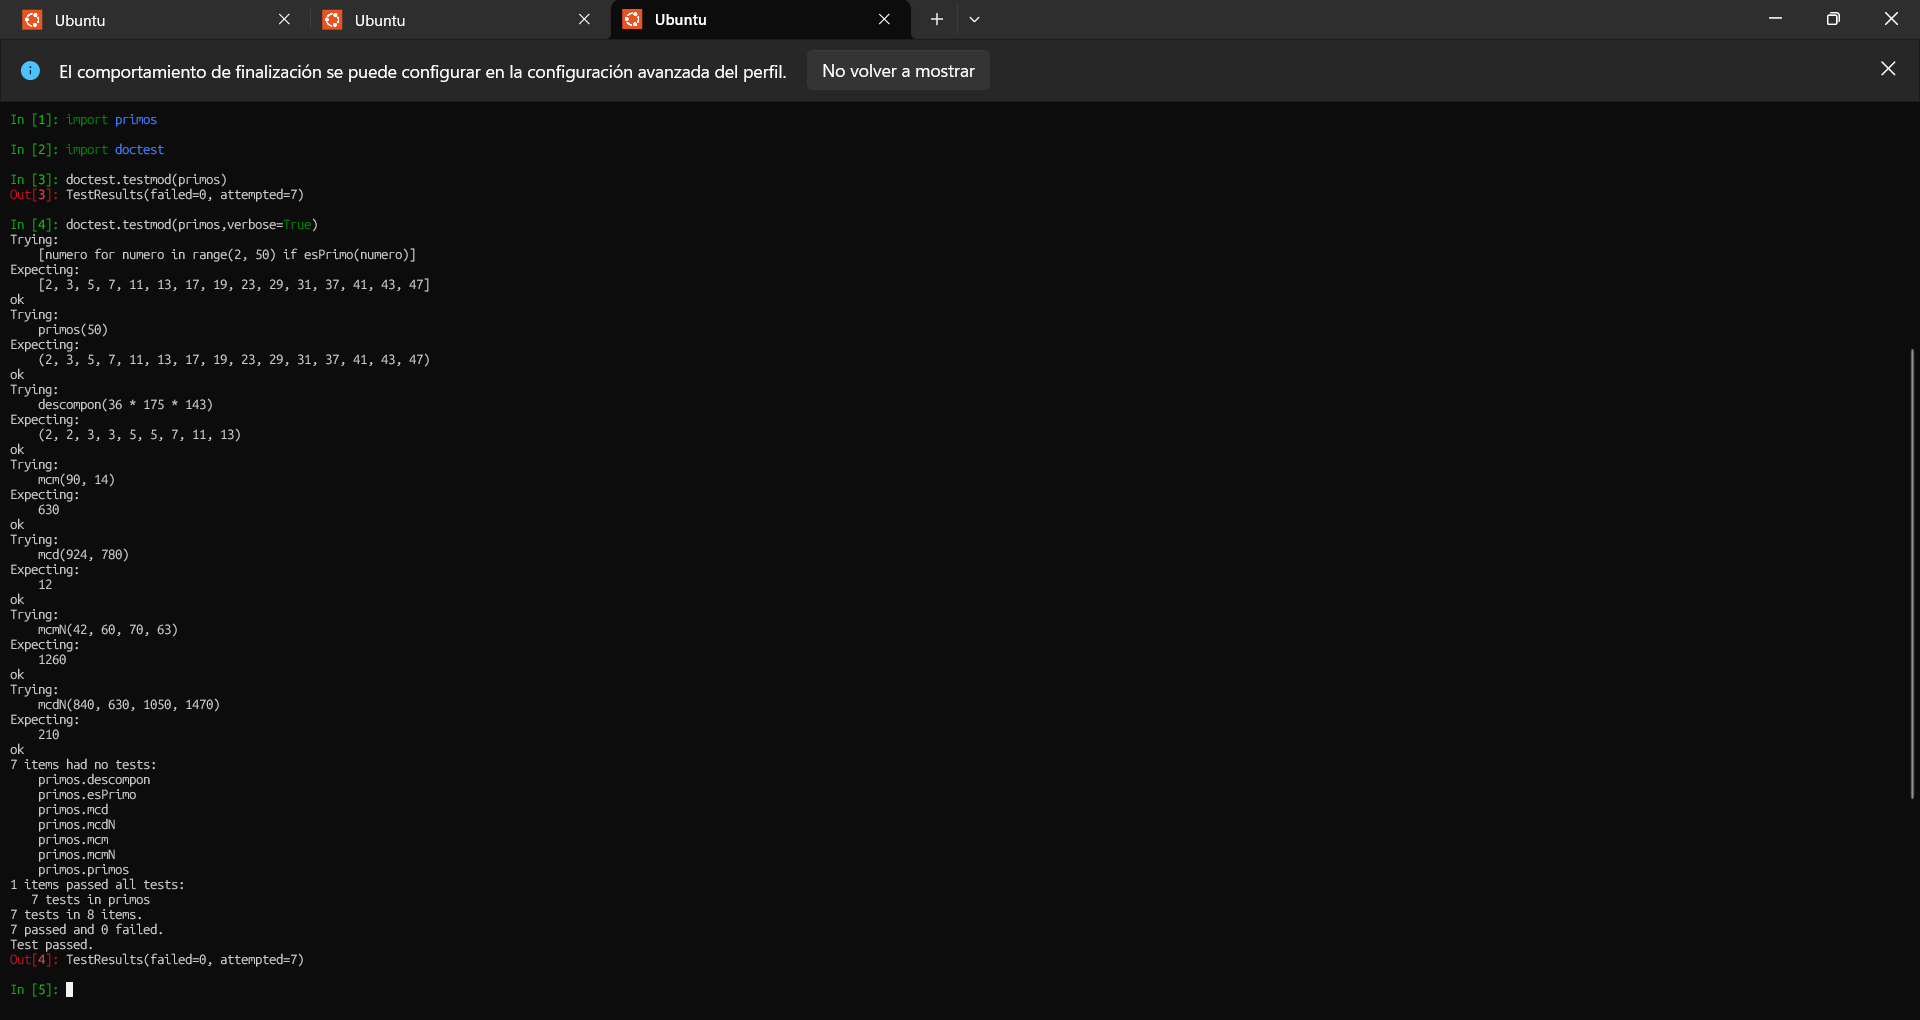 Ubuntu
Ubuntu
Ubuntu
El comportamiento de finalización se puede configurar en la configuración avanzada del perfil.
No volver a mostrar
In [1]: import primos
In [2]: import doctest
In [3]: doctest.testmod(primos)
Out[3]: TestResults(failed=0, attempted=7)
In [4]: doctest.testmod(primos,verbose=True)
Trying:
    [numero for numero in range(2, 50) if esPrimo(numero)]
Expecting:
    [2, 3, 5, 7, 11, 13, 17, 19, 23, 29, 31, 37, 41, 43, 47]
ok
Trying:
    primos(50)
Expecting:
    (2, 3, 5, 7, 11, 13, 17, 19, 23, 29, 31, 37, 41, 43, 47)
ok
Trying:
    descompon(36 * 175 * 143)
Expecting:
    (2, 2, 3, 3, 5, 5, 7, 11, 13)
ok
Trying:
    mcm(90, 14)
Expecting:
    630
ok
Trying:
    mcd(924, 780)
Expecting:
    12
ok
Trying:
    mcmN(42, 60, 70, 63)
Expecting:
    1260
ok
Trying:
    mcdN(840, 630, 1050, 1470)
Expecting:
    210
ok
7 items had no tests:
    primos.descompon
    primos.esPrimo
    primos.mcd
    primos.mcdN
    primos.mcm
    primos.mcmN
    primos.primos
1 items passed all tests:
   7 tests in primos
7 tests in 8 items.
7 passed and 0 failed.
Test passed.
Out[4]: TestResults(failed=0, attempted=7)
In [5]: